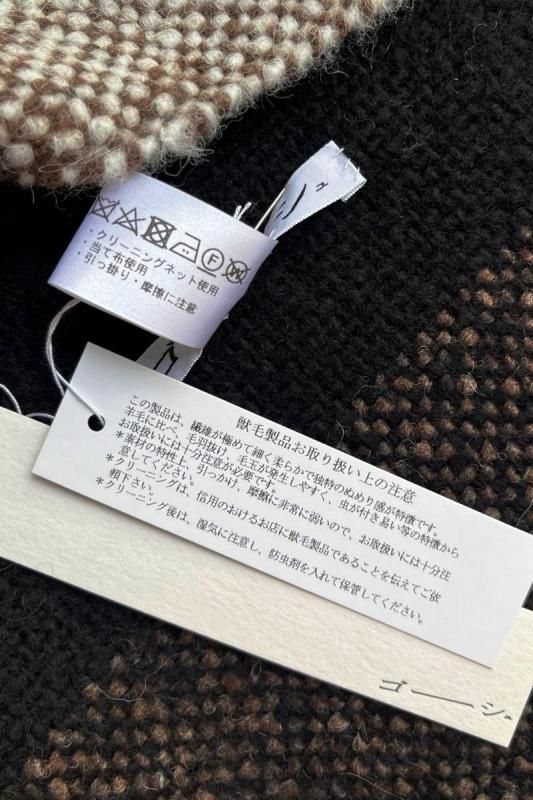 ・クリーニングネット使用
・当て布使用
・引っ掛り・摩擦に注意
獣毛製品お取り扱い上の注意
この製品は、繊維が極めて細く柔らかで独特のぬめり感が特徴です。
羊毛に比べ、毛羽抜け、毛玉が発生しやすく、虫が付き易い等の特徴から
お取扱いには十分注意が必要です。
＊素材の特性上、引っかけ、摩擦に非常に弱いので、お取扱いには十分注
意してください。
＊クリーニングは、信用のおけるお店に獣毛製品であることを伝えてご依
頼下さい。
＊クリーニング後は、湿気に注意し、防虫剤を入れて保管してください。
ゴーシ